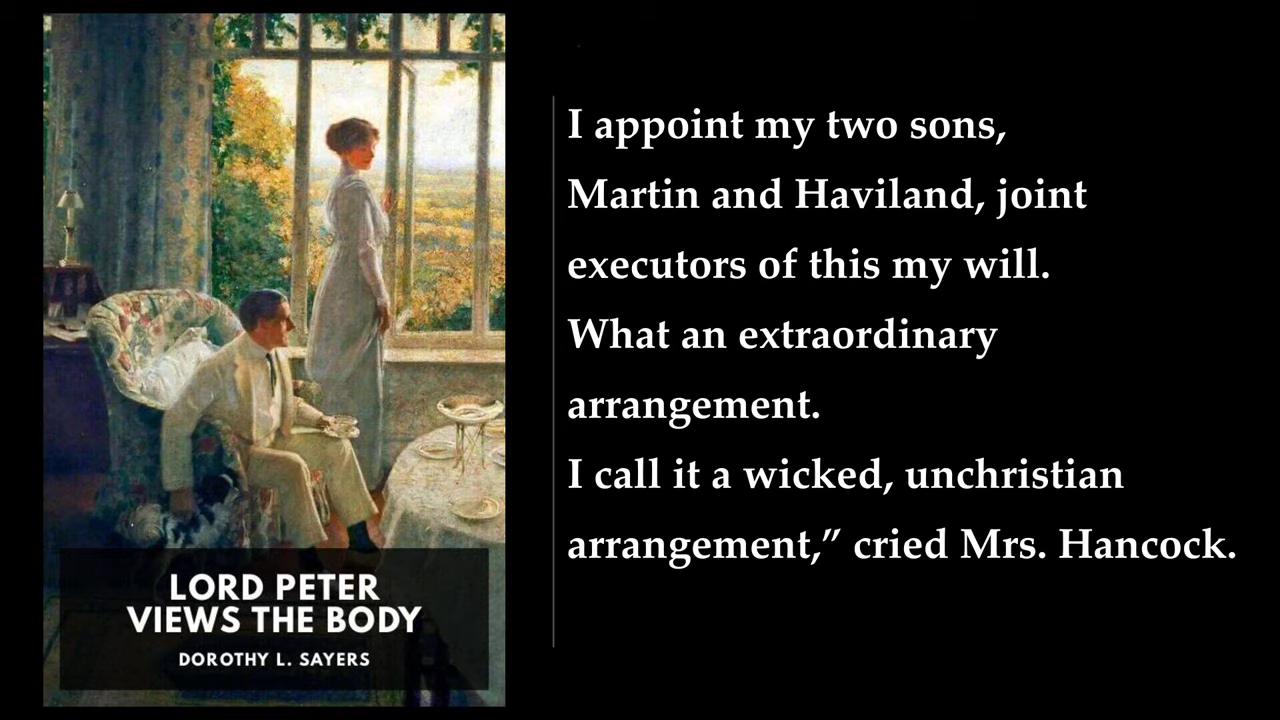 LORD PETER
VIEWS THE BODY
DOROTHY L. SAYERS
I appoint my two sons,
Martin and Haviland, joint
executors of this my will.
What an extraordinary
arrangement.
I call it a wicked, unchristian
arrangement,” cried Mrs. Hancock.